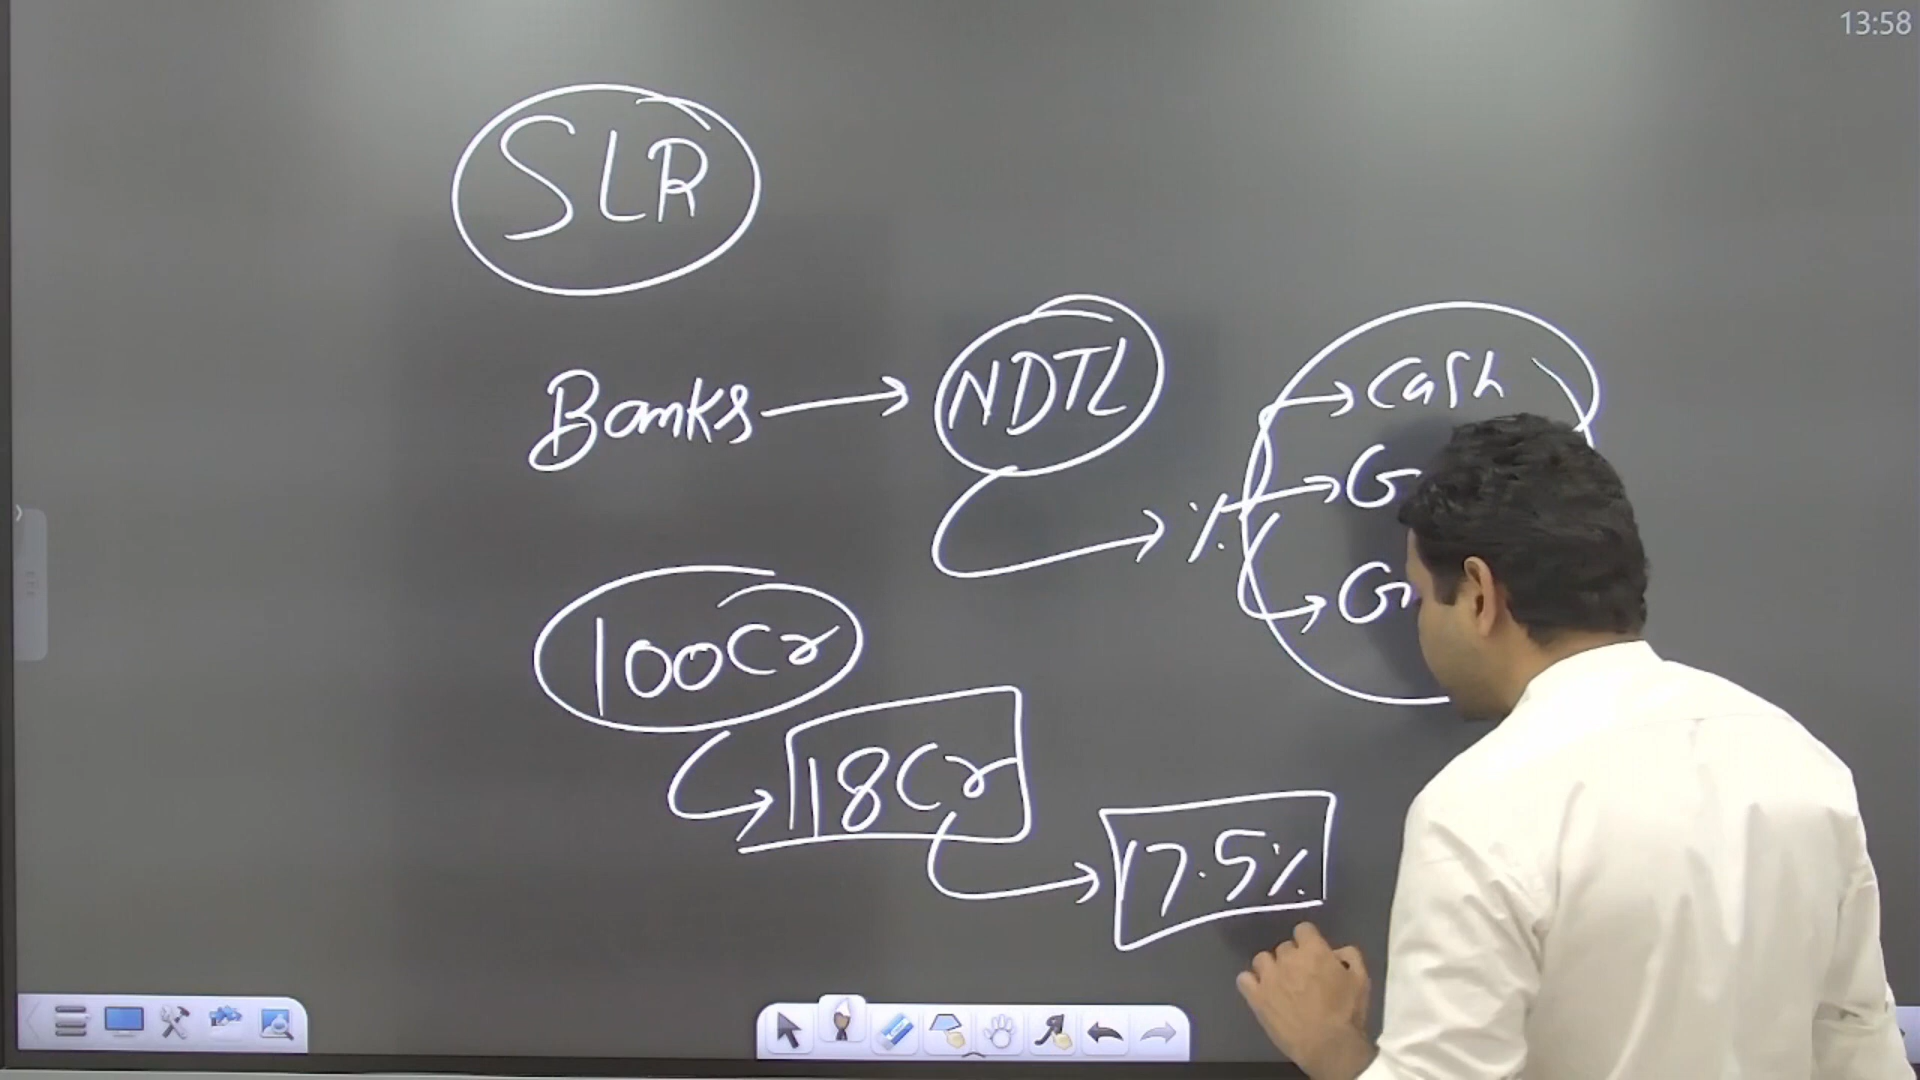 13:58
SLR
Banks → NDTL
→ %
→ Cash
100Cr
→ 18Cr
→ 17.5%